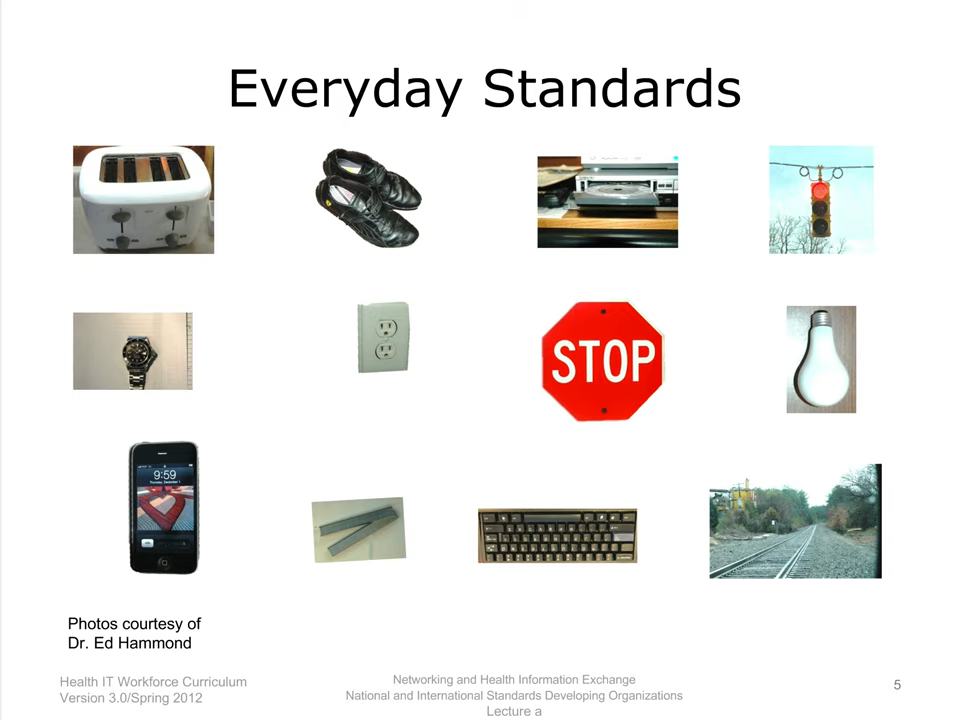 Everyday Standards
STOP
9:59
Photos courtesy of
Dr. Ed Hammond
Health IT Workforce Curriculum
Version 3.0/Spring 2012
Networking and Health Information Exchange
National and International Standards Developing Organizations
Lecture a
5